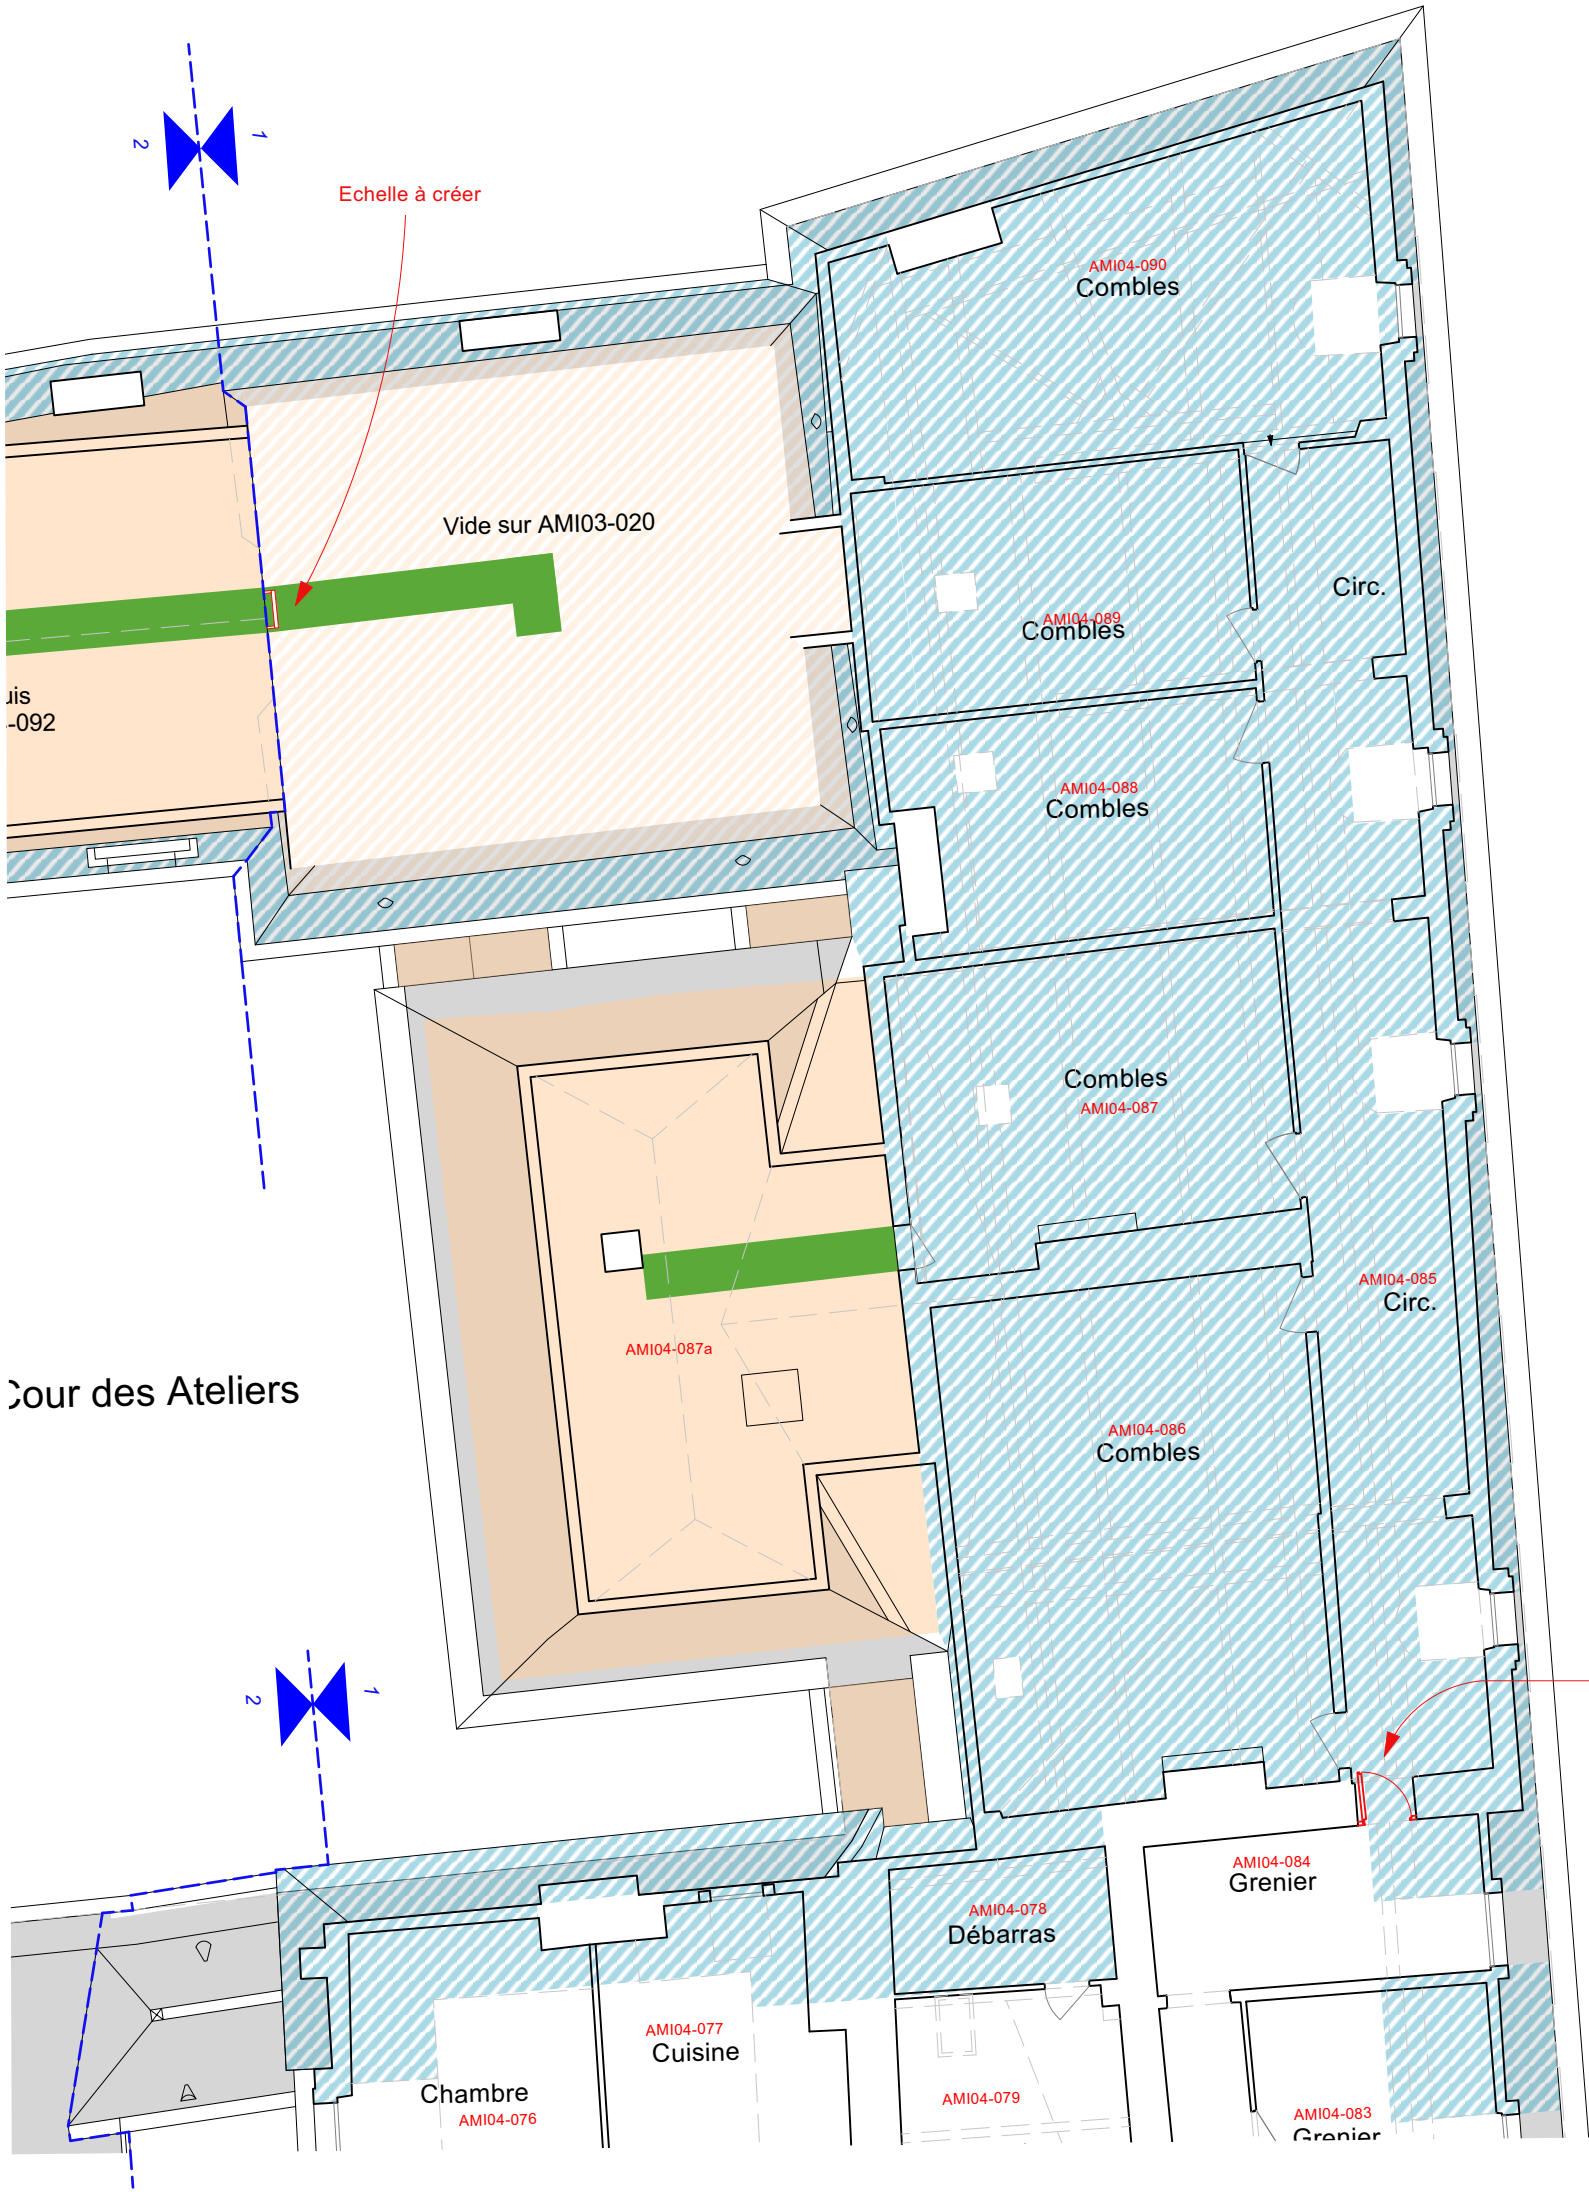 2
1
Echelle à créer
AMI04-090
Combles
Vide sur AMI03-020
Circ.
AMI04-089
Combles
uis
-092
AMI04-088
Combles
Combles
AMI04-087
AMI04-085
Circ.
AMI04-087a
Cour des Ateliers
AMI04-086
Combles
2
1
AMI04-084
Grenier
AMI04-078
Débarras
AMI04-077
Cuisine
Chambre
AMI04-076
AMI04-079
AMI04-083
Grenier